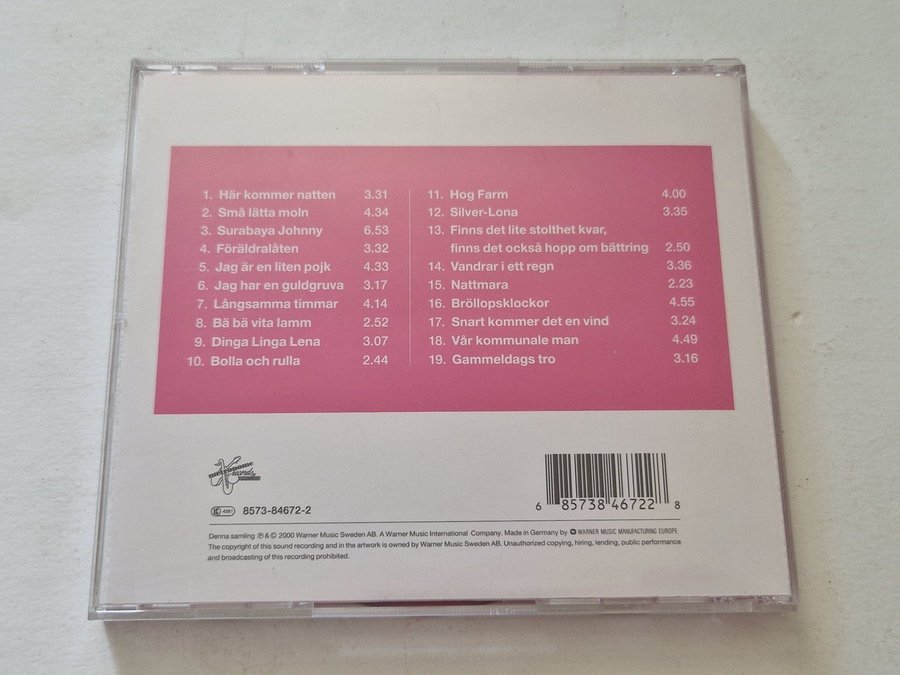 1. Här kommer natten 3.31
2. Små lätta moln 4.34
3. Surabaya Johnny 6.53
4. Föräldralåten 3.32
5. Jag är en liten pojk 4.33
6. Jag har en guldgruva 3.17
7. Långsamma timmar 4.14
8. Bä bä vita lamm 2.52
9. Dinga Linga Lena 3.07
10. Bolla och rulla 2.44
11. Hog Farm 4.00
12. Silver-Lona 3.35
13. Finns det lite stolthet kvar,
finns det också hopp om bättring 2.50
14. Vandrar i ett regn 3.36
15. Nattmara 2.23
16. Bröllopsklockor 4.55
17. Snart kommer det en vind 3.24
18. Vår kommunale man 4.49
19. Gammeldags tro 3.16
metronome
records
6 85738 46722 8
8573-84672-2
Denna samling ℗ & © 2000 Warner Music Sweden AB. A Warner Music International Company. Made in Germany by WARNER MUSIC MANUFACTURING EUROPE
The copyright of this sound recording and in the artwork is owned by Warner Music Sweden AB. Unauthorized copying, hiring, lending, public performance
and broadcasting of this recording prohibited.